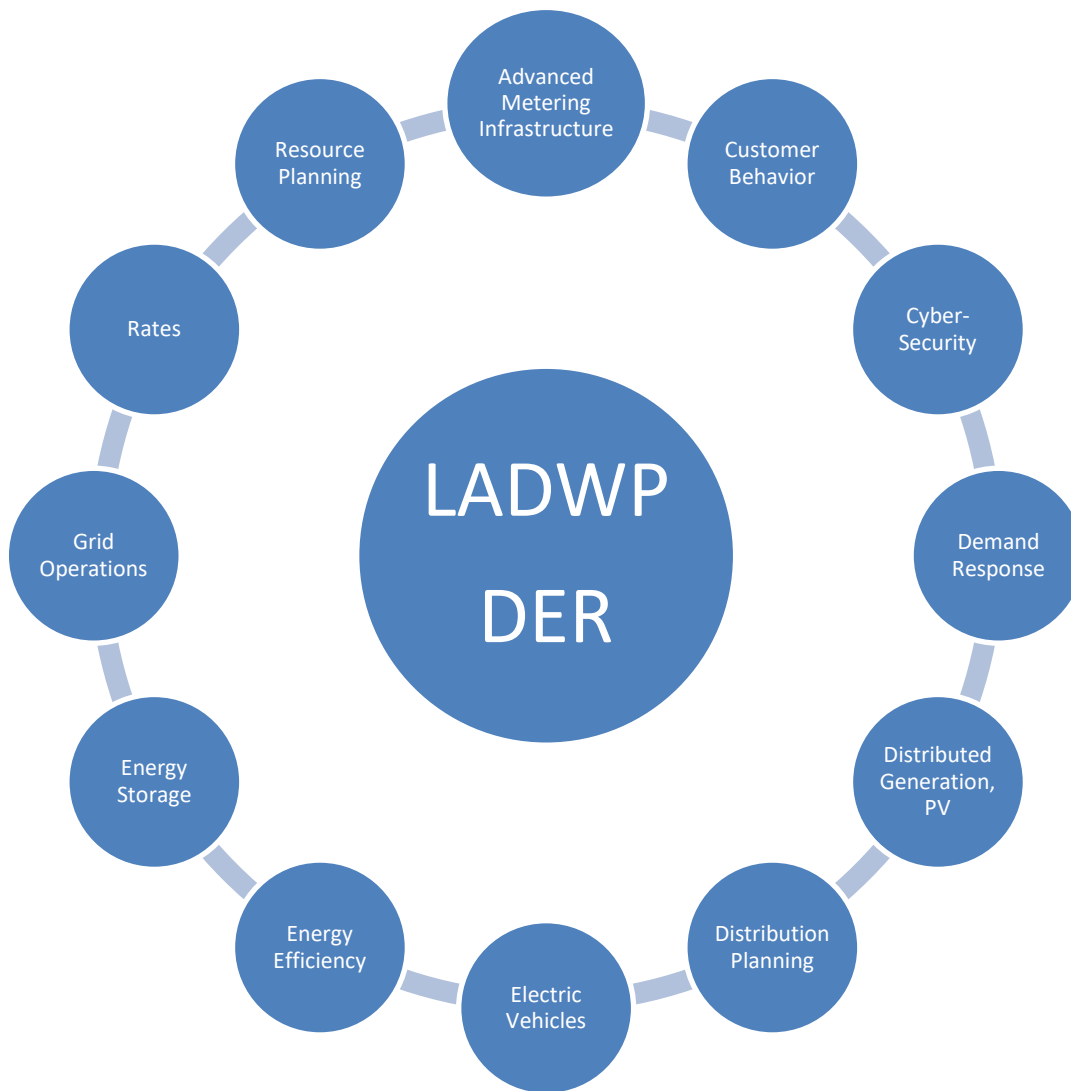 Advanced
Metering
Infrastructure
Customer
Behavior
Cyber-
Security
Demand
Response
Distributed
Generation,
PV
Distribution
Planning
Electric
Vehicles
Energy
Efficiency
Energy
Storage
Grid
Operations
Rates
Resource
Planning
LADWP
DER